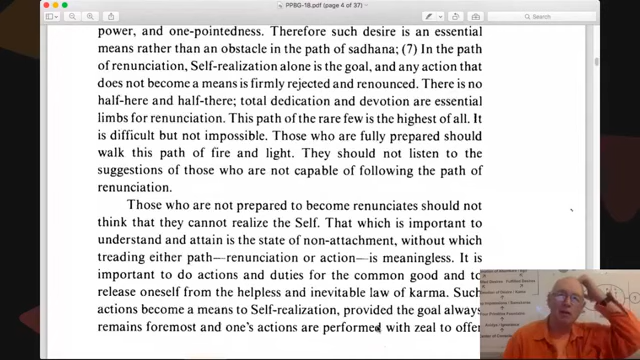 PPBG-18.pdf (page 4 of 37)
Search
power, and one-pointedness. Therefore such desire is an essential
means rather than an obstacle in the path of sadhana; (7) In the path
of renunciation, Self-realization alone is the goal, and any action that
does not become a means is firmly rejected and renounced. There is no
half-here and half-there; total dedication and devotion are essential
limbs for renunciation. This path of the rare few is the highest of all. It
is difficult but not impossible. Those who are fully prepared should
walk this path of fire and light. They should not listen to the
suggestions of those who are not capable of following the path of
renunciation.
Those who are not prepared to become renunciates should not
think that they cannot realize the Self. That which is important to
understand and attain is the state of non-attachment, without which
treading either path—renunciation or action—is meaningless. It is
important to do actions and duties for the common good and to
release oneself from the helpless and inevitable law of karma. Such
actions become a means to Self-realization, provided the goal always
remains foremost and one's actions are performed with zeal to offer